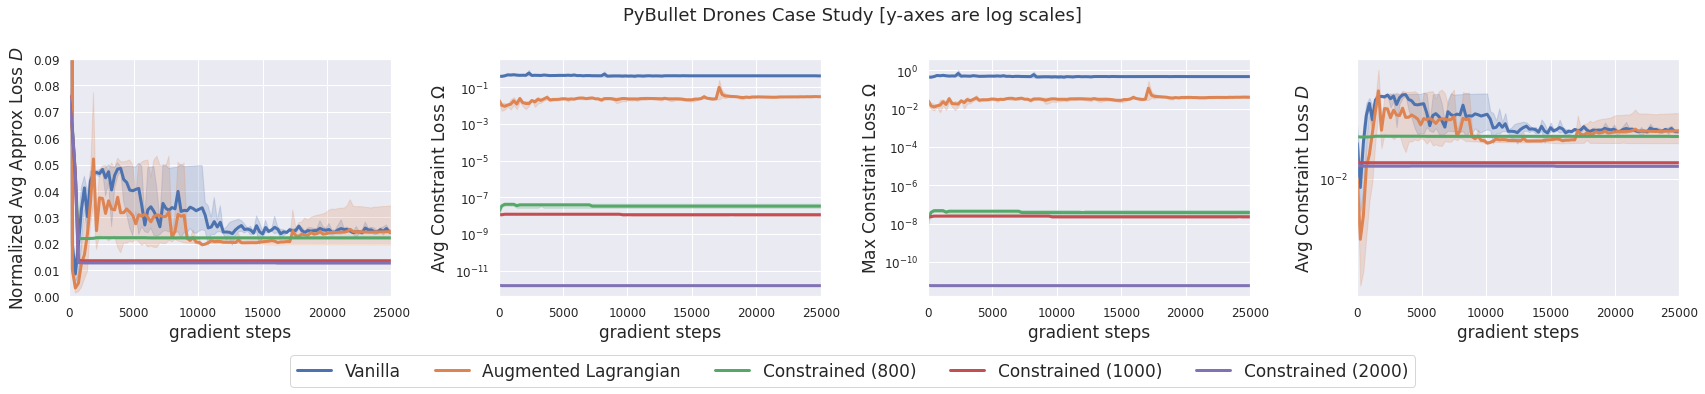 PyBullet Drones Case Study [y-axes are log scales]
Normalized Avg Approx Loss D
0.09
0.08
0.07
0.06
0.05
0.04
0.03
0.02
0.01
0.00
0 5000 10000 15000 20000 25000
gradient steps
Avg Constraint Loss Ω
10⁻¹
10⁻³
10⁻⁵
10⁻⁷
10⁻⁹
10⁻¹¹
0 5000 10000 15000 20000 25000
gradient steps
Max Constraint Loss Ω
10⁰
10⁻²
10⁻⁴
10⁻⁶
10⁻⁸
10⁻¹⁰
0 5000 10000 15000 20000 25000
gradient steps
Avg Constraint Loss D
10⁻²
0 5000 10000 15000 20000 25000
gradient steps
Vanilla Augmented Lagrangian Constrained (800) Constrained (1000) Constrained (2000)